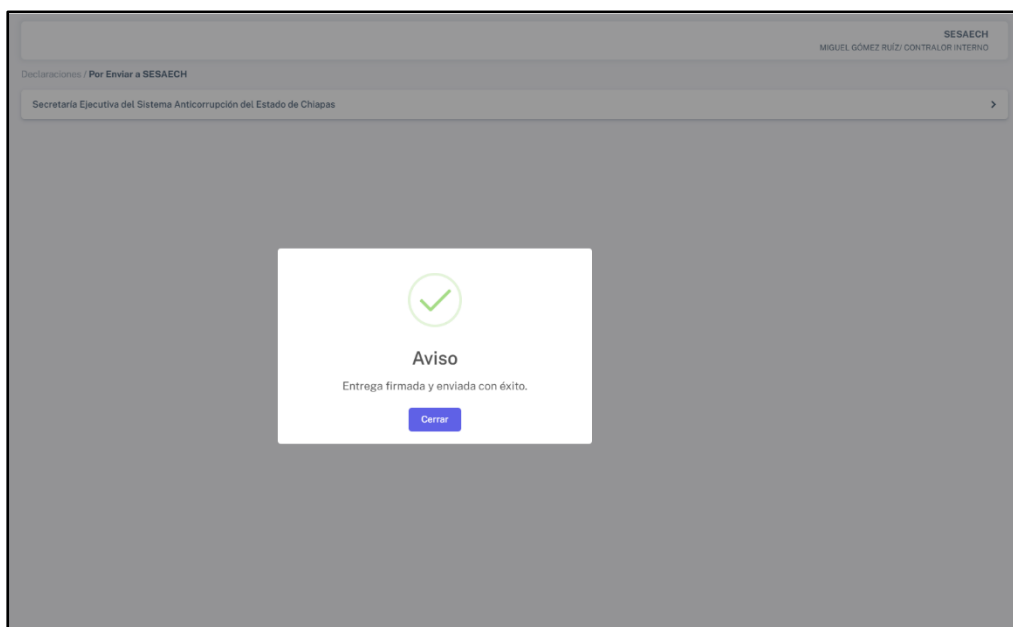 SESAECH
MIGUEL GÓMEZ RUÍZ/ CONTRALOR INTERNO
Declaraciones / Por Enviar a SESAECH
Secretaría Ejecutiva del Sistema Anticorrupción del Estado de Chiapas
Aviso
Entrega firmada y enviada con éxito.
Cerrar